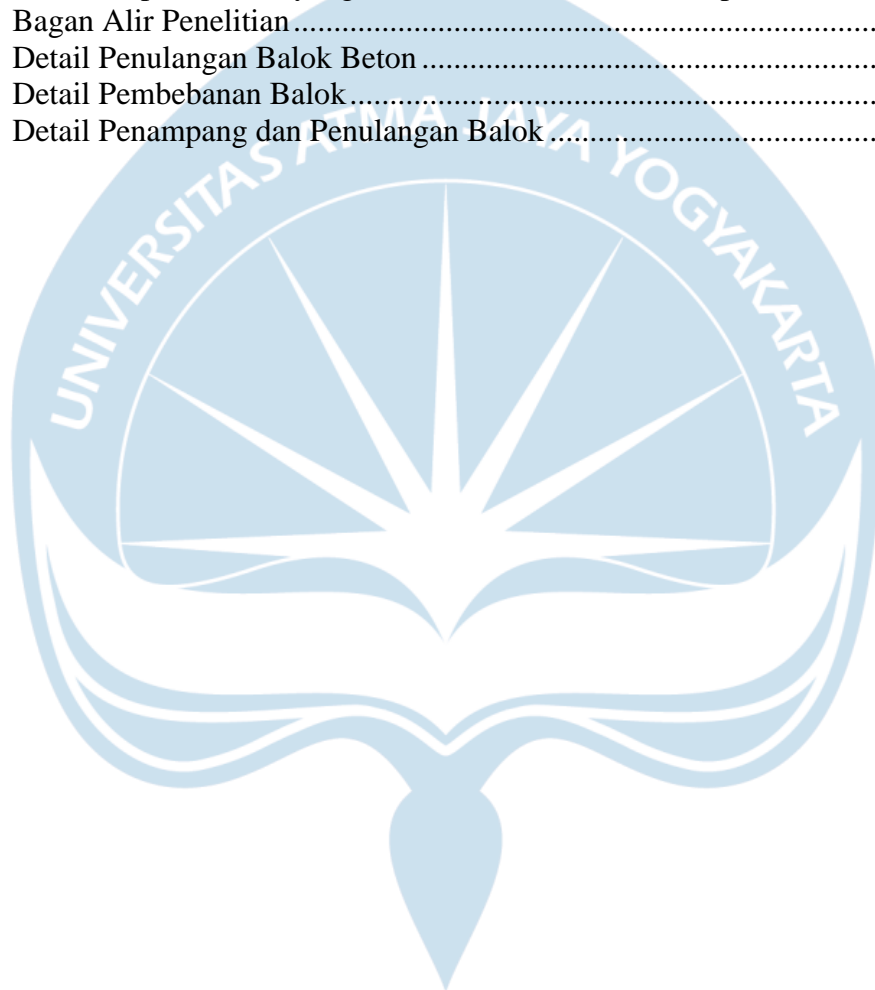 Bagan Alir Penelitian
Detail Penulangan Balok Beton
Detail Pembebanan Balok
Detail Penampang dan Penulangan Balok
UNIVERSITAS ATMA JAYA YOGYAKARTA